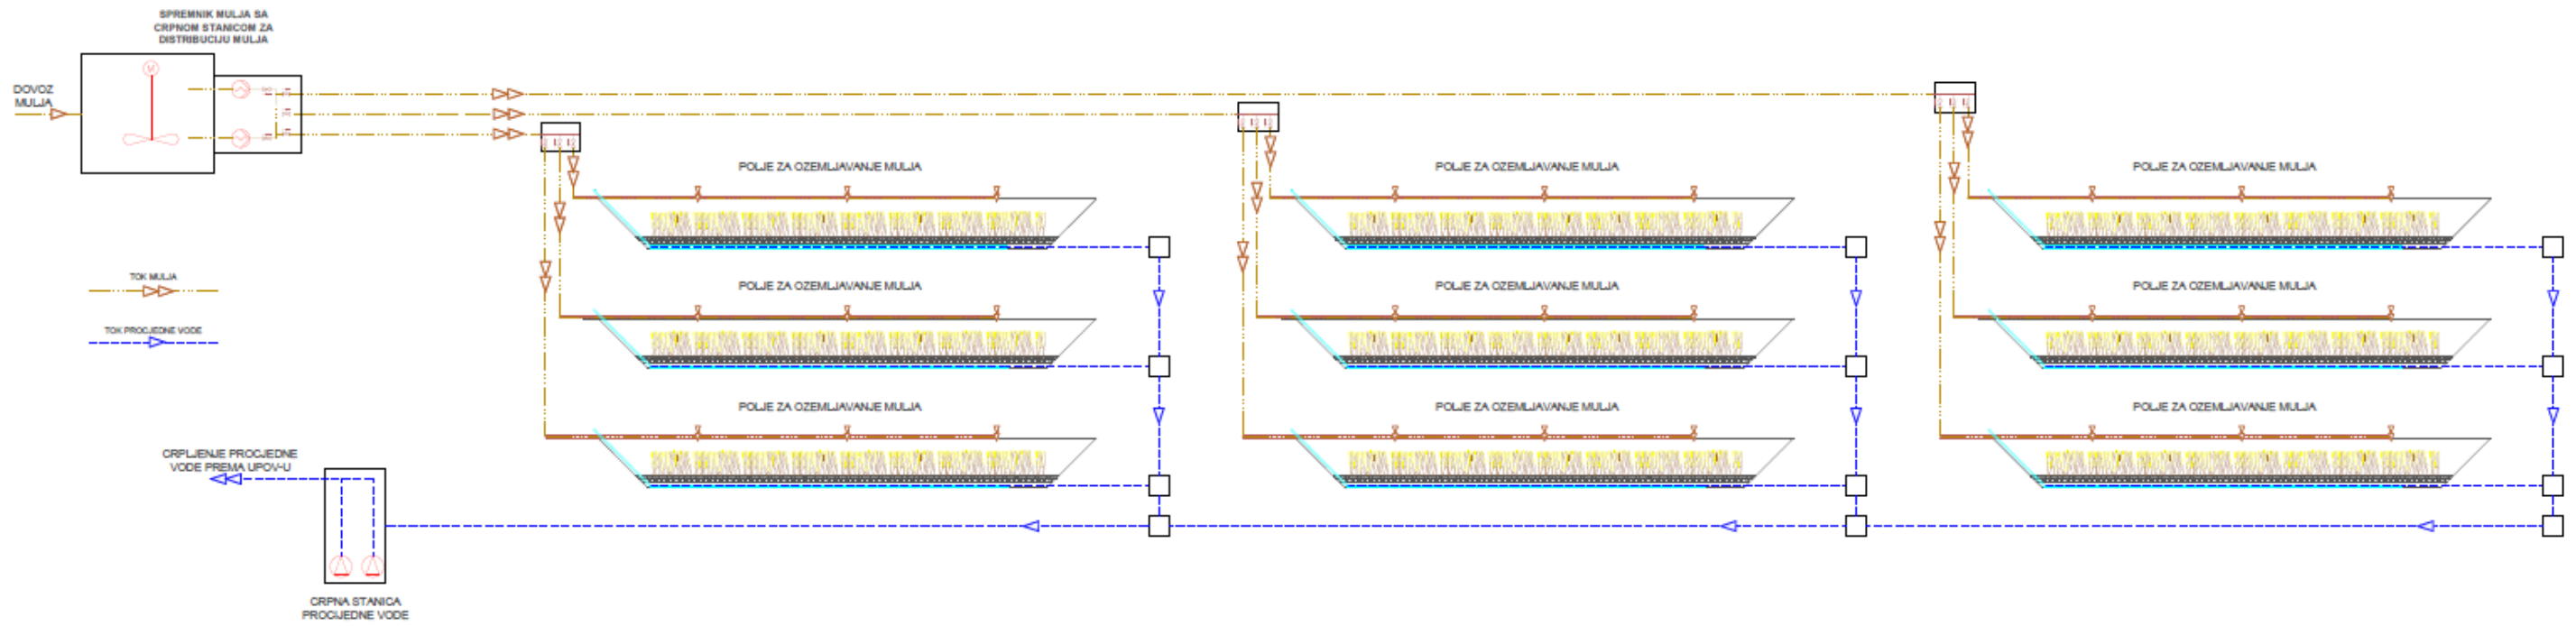 SPREMNIK MULJA SA
CRPNOM STANICOM ZA
DISTRIBUCIJU MULJA
DOVOZ
MULJA
M
POLJE ZA OZEMLJAVANJE MULJA
POLJE ZA OZEMLJAVANJE MULJA
POLJE ZA OZEMLJAVANJE MULJA
TOK MULJA
POLJE ZA OZEMLJAVANJE MULJA
POLJE ZA OZEMLJAVANJE MULJA
POLJE ZA OZEMLJAVANJE MULJA
TOK PROCJEDNE VODE
POLJE ZA OZEMLJAVANJE MULJA
POLJE ZA OZEMLJAVANJE MULJA
POLJE ZA OZEMLJAVANJE MULJA
CRPLJENJE PROCJEDNE
VODE PREMA UPOV-U
CRPNA STANICA
PROCIJEDNE VODE